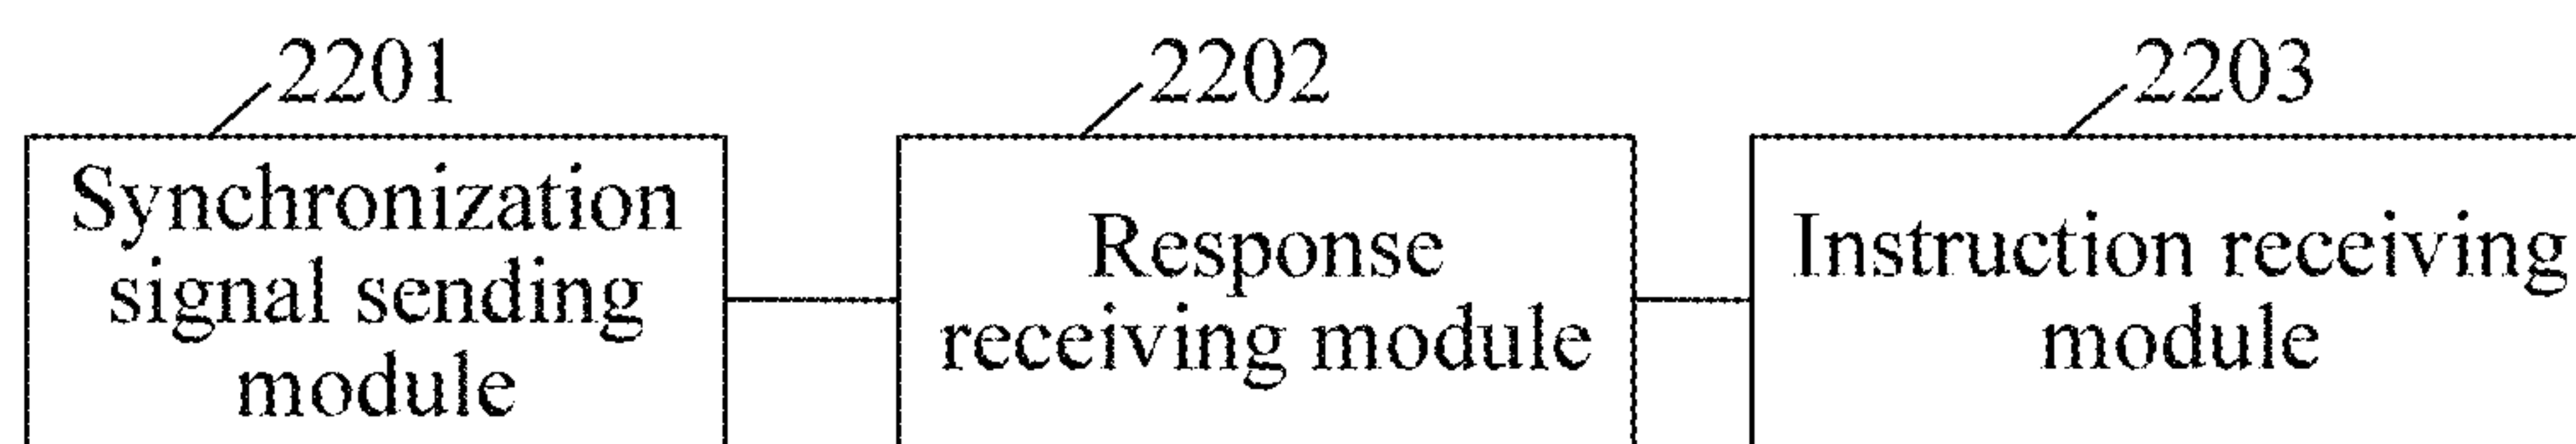 2201
2202
2203
Synchronization
signal sending
module
Response
receiving module
Instruction receiving
module